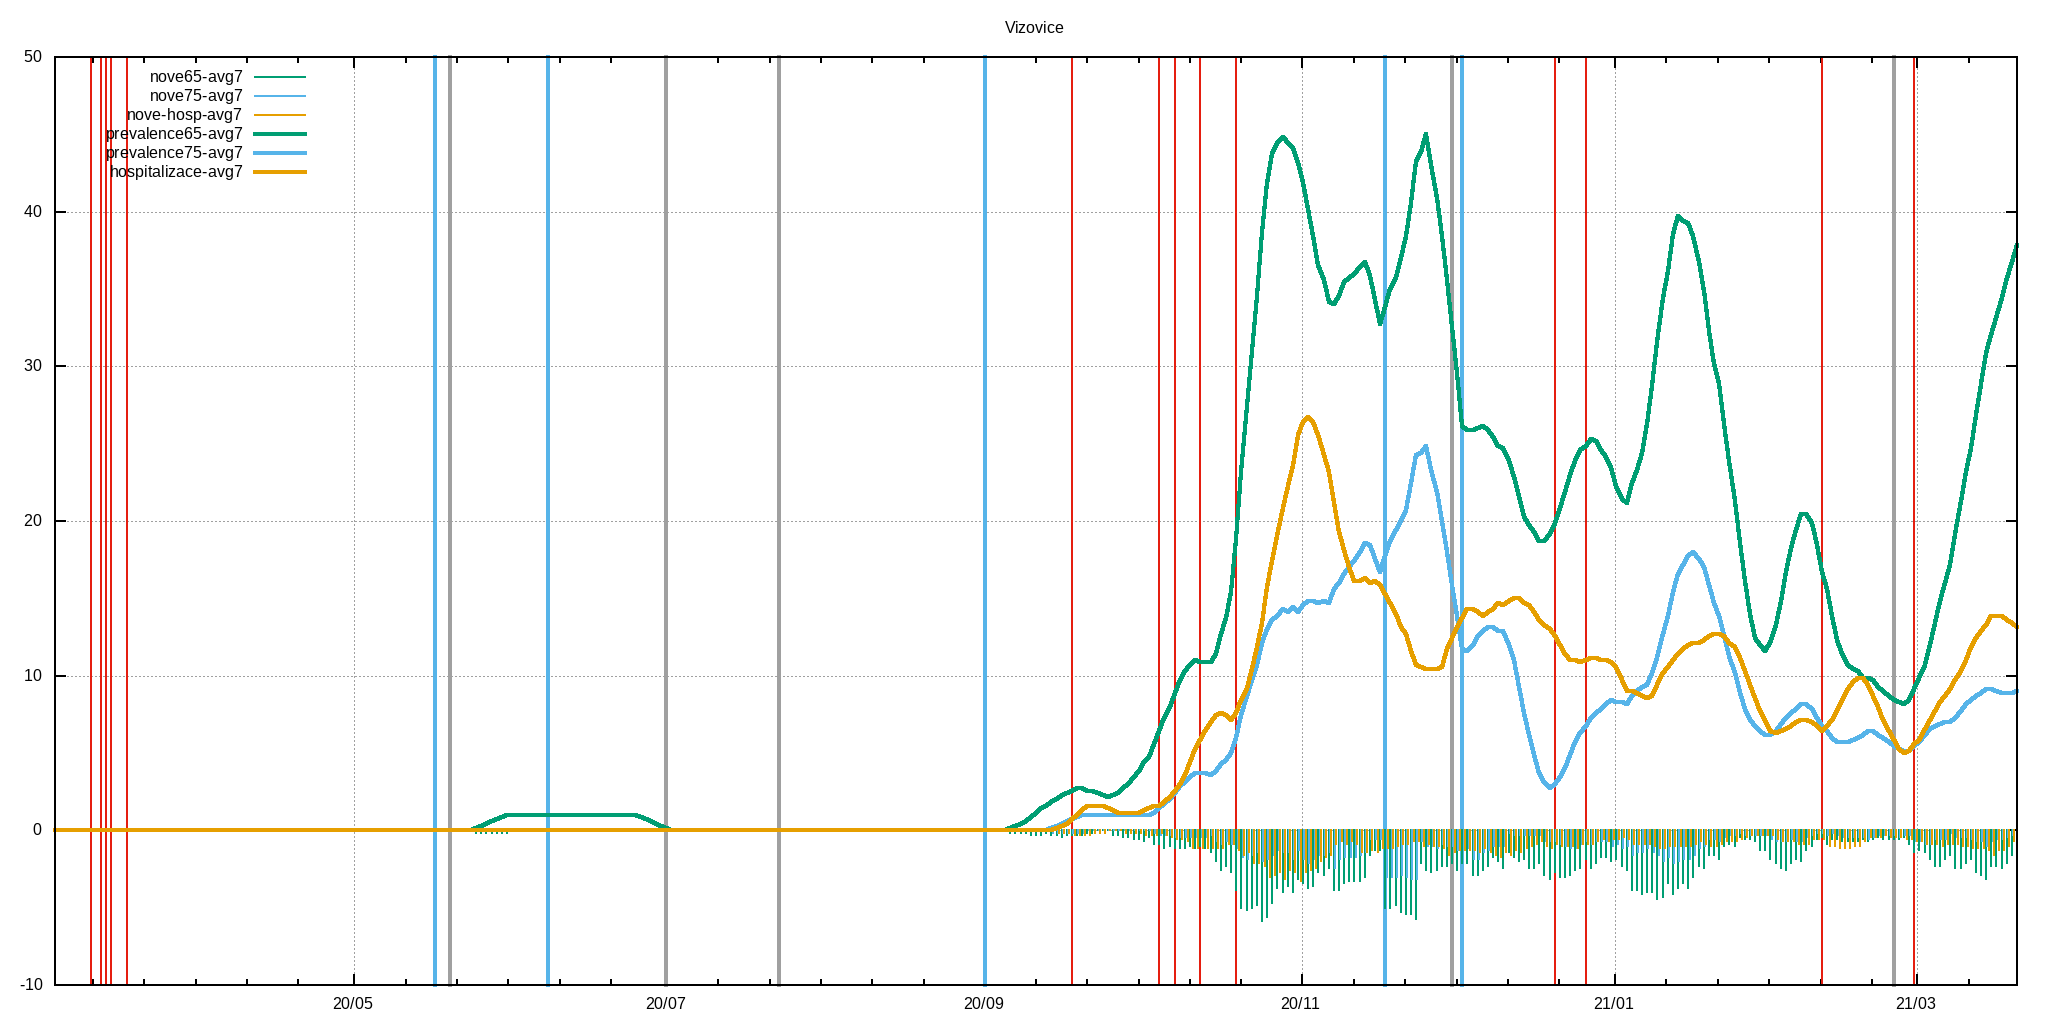 Vizovice
50
nove65-avg7
nove75-avg7
nove-hosp-avg7
prevalence65-avg7
prevalence75-avg7
hospitalizace-avg7
40
30
20
10
0
-10
20/05 20/07 20/09 20/11 21/01 21/03